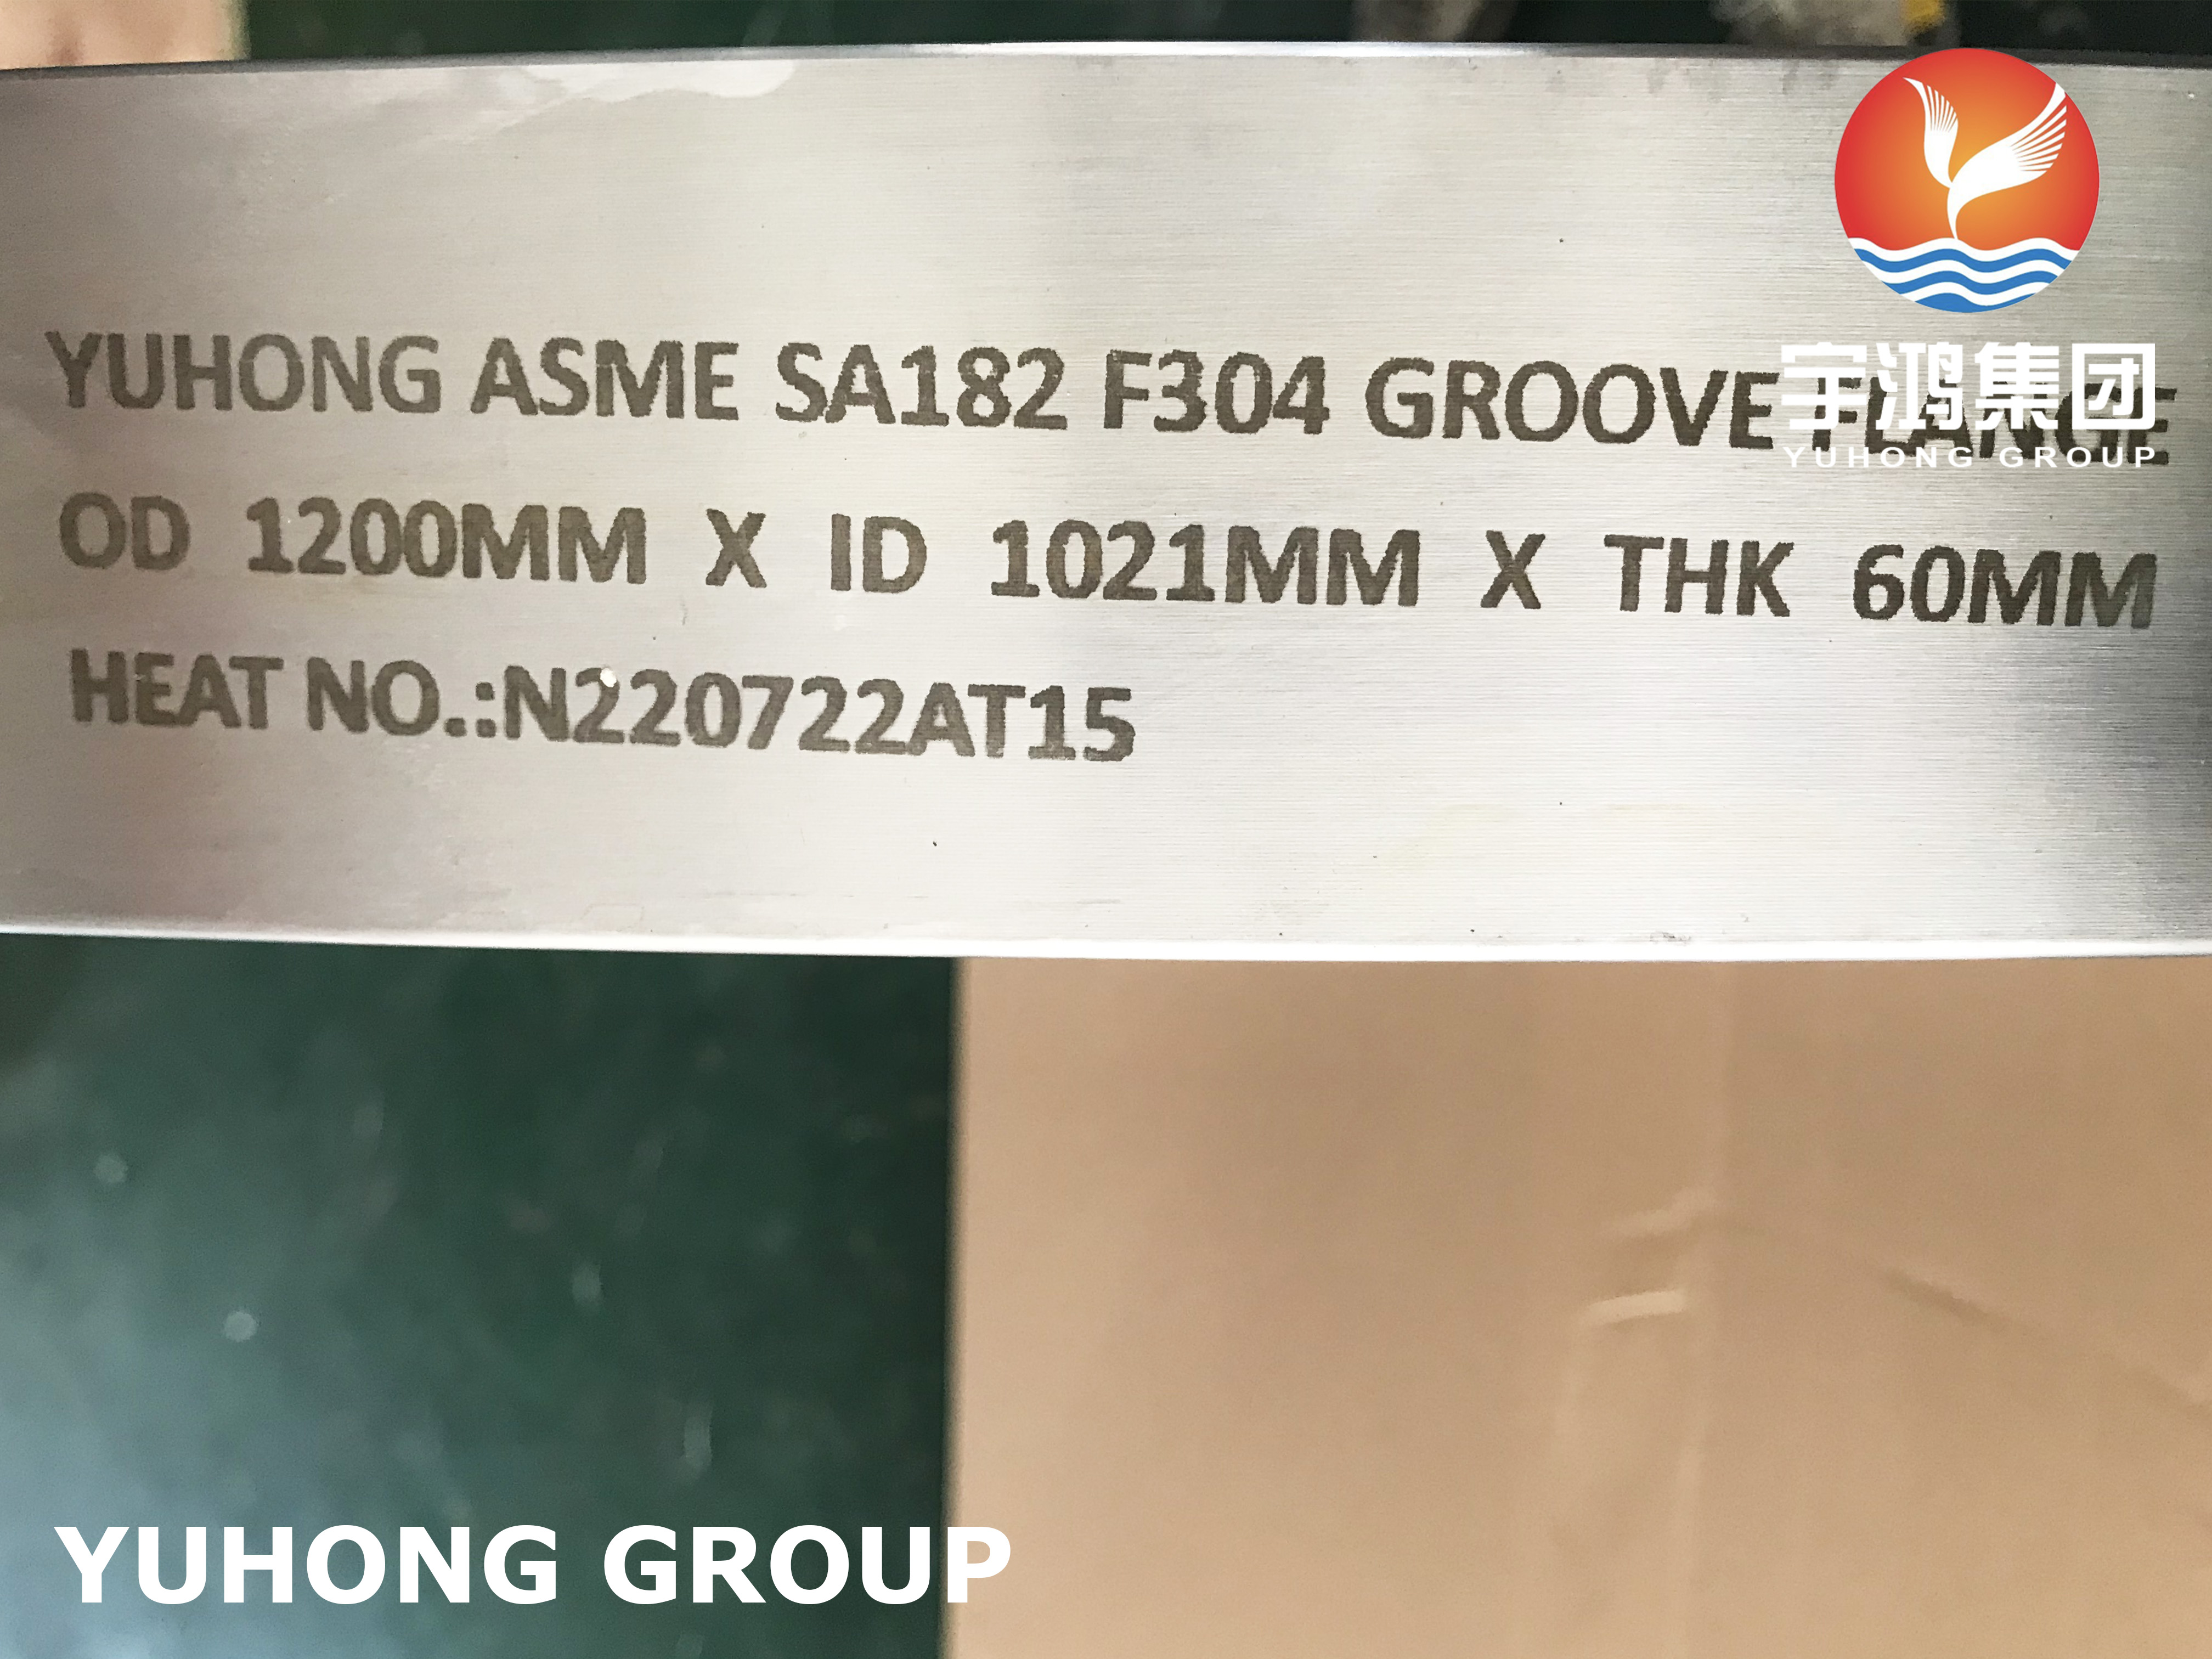 YUHONG ASME SA182 F304 GROOVE FLANGE
OD 1200MM X ID 1021MM X THK 60MM
HEAT NO.:N220722AT15
宇鸿集团
YUHONG GROUP
YUHONG GROUP